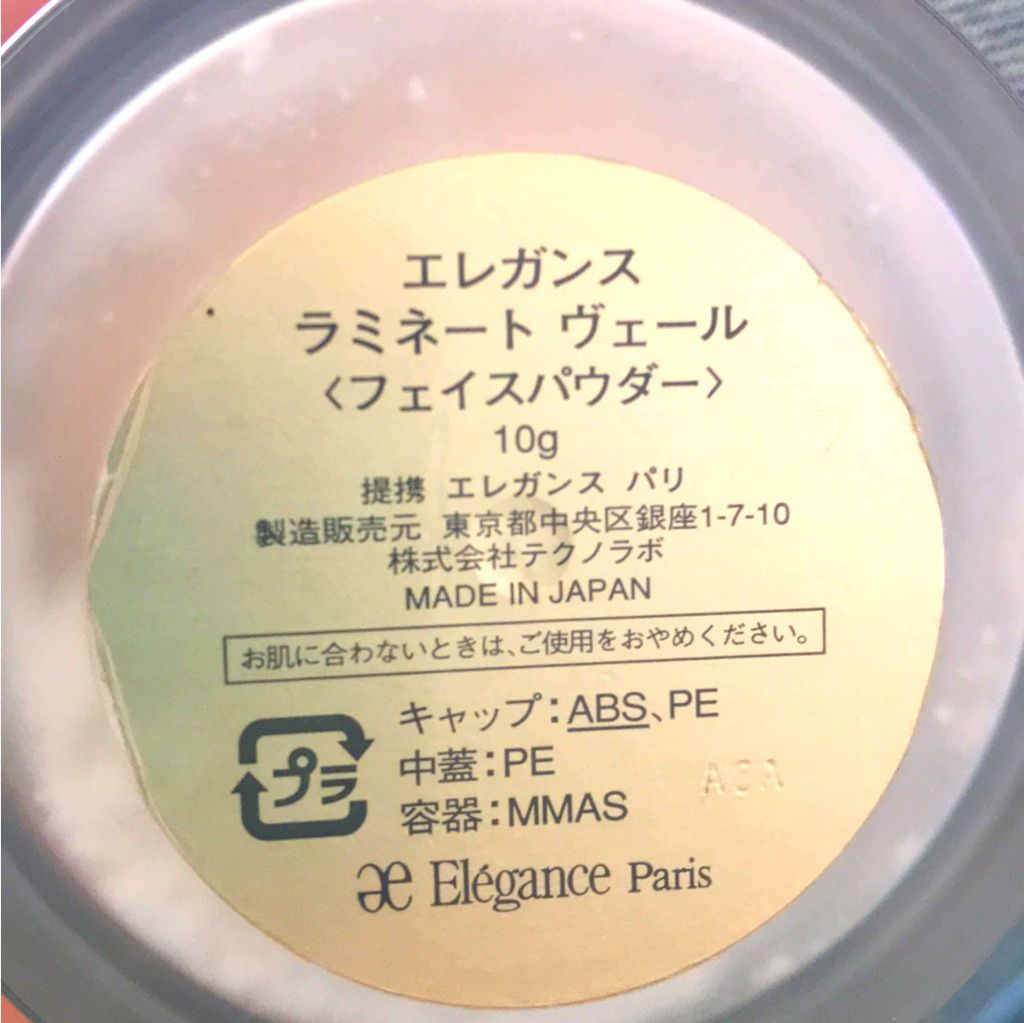 エレガンス
ラミネート ヴェール
〈フェイスパウダー〉
10g
提携 エレガンス パリ
製造販売元 東京都中央区銀座1-7-10
株式会社テクノラボ
MADE IN JAPAN
お肌に合わないときは、ご使用をおやめください。
プラ
キャップ:ABS、PE
中蓋:PE
容器:MMAS
æ Elégance Paris